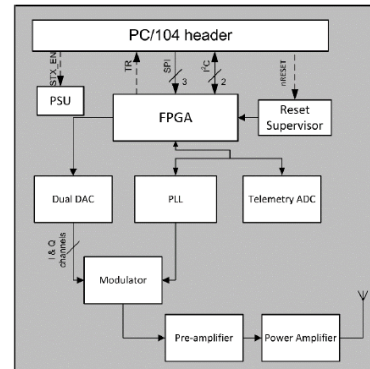 PC/104 header
STX_EN
TR
SPI
3
I²C
2
nRESET
PSU
FPGA
Reset
Supervisor
Dual DAC
PLL
Telemetry ADC
I & Q
channels
Modulator
Pre-amplifier
Power Amplifier